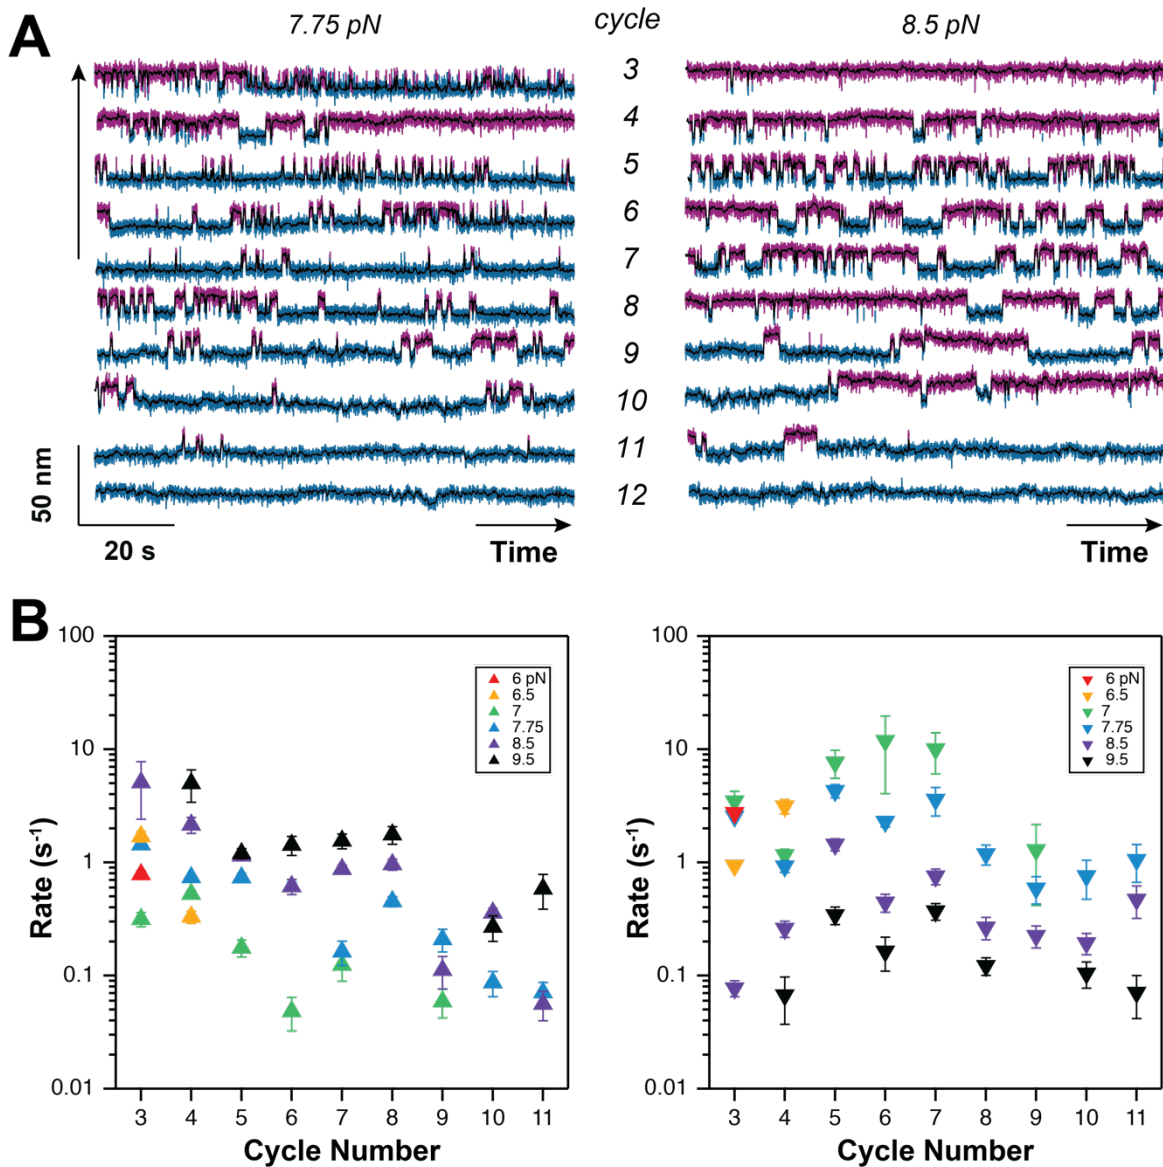 A
7.75 pN
cycle
8.5 pN
3
4
5
6
7
8
9
10
11
12
50 nm
20 s
Time
Time
B
100
10
1
0.1
0.01
Rate (s⁻¹)
6 pN
6.5
7
7.75
8.5
9.5
3 4 5 6 7 8 9 10 11
Cycle Number
100
10
1
0.1
0.01
Rate (s⁻¹)
6 pN
6.5
7
7.75
8.5
9.5
3 4 5 6 7 8 9 10 11
Cycle Number